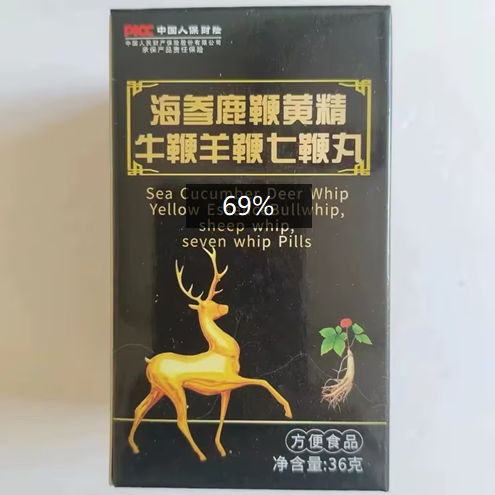 PICC 中国人保财险
中国人民财产保险股份有限公司
承保产品责任保险
海参鹿鞭黄精
牛鞭羊鞭七鞭丸
Sea Cucumber Deer Whip
Yellow Bullwhip,
sheep whip,
seven whip Pills
69%
方便食品
净含量:36克